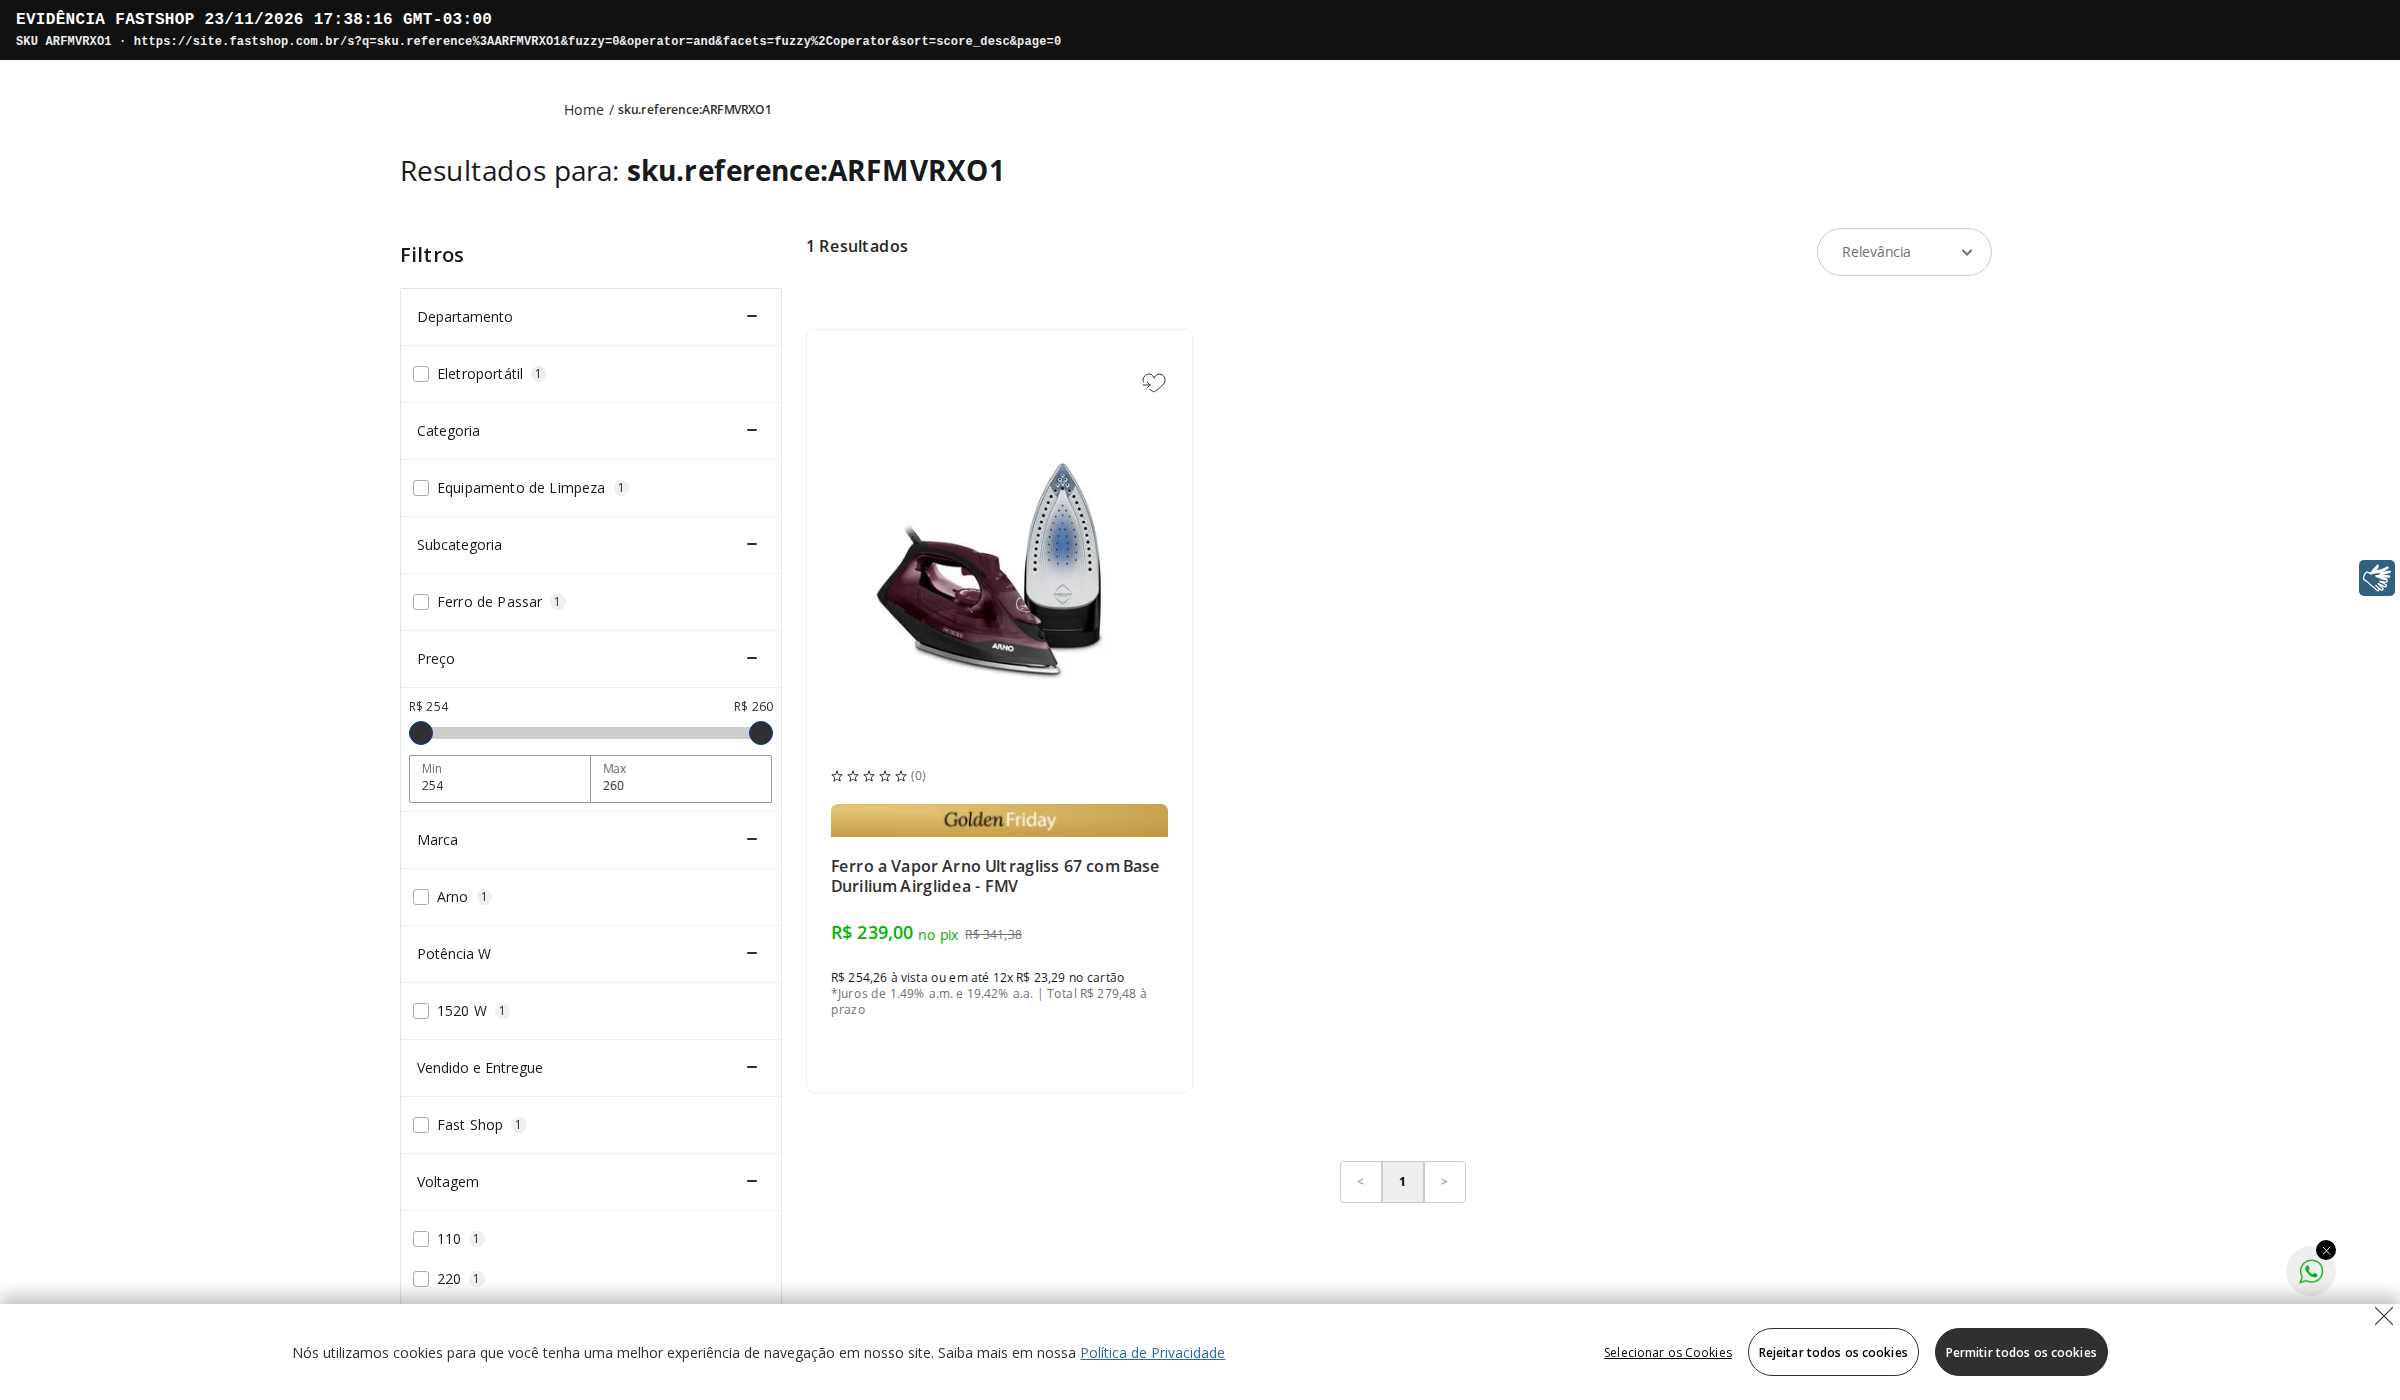 EVIDÊNCIA FASTSHOP 23/11/2026 17:38:16 GMT-03:00
SKU ARFMVRXO1 · https://site.fastshop.com.br/s?q=sku.reference%3AARFMVRXO1&fuzzy=0&operator=and&facets=fuzzy%2Coperator&sort=score_desc&page=0
Home / sku.reference:ARFMVRXO1
Resultados para: sku.reference:ARFMVRXO1
Filtros
1 Resultados
Relevância
Departamento
Eletroportátil 1
Categoria
Equipamento de Limpeza 1
Subcategoria
Ferro de Passar 1
Preço
R$ 254 R$ 260
Min Max
254 260
Marca
Arno 1
Potência W
1520 W 1
Vendido e Entregue
Fast Shop 1
Voltagem
110 1
220 1
ARNO
(0)
Golden Friday
Ferro a Vapor Arno Ultragliss 67 com Base
Durilium Airglidea - FMV
R$ 239,00 no pix R$ 341,38
R$ 254,26 à vista ou em até 12x R$ 23,29 no cartão
*Juros de 1.49% a.m. e 19.42% a.a. | Total R$ 279,48 à
prazo
< 1 >
Nós utilizamos cookies para que você tenha uma melhor experiência de navegação em nosso site. Saiba mais em nossa Política de Privacidade
Selecionar os Cookies
Rejeitar todos os cookies
Permitir todos os cookies